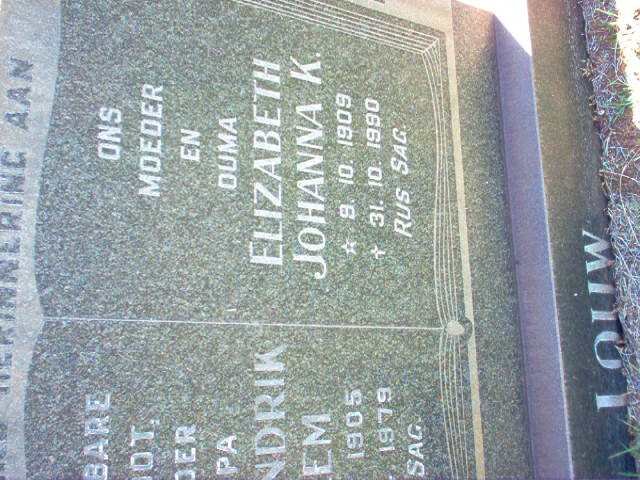 HERINNERING AAN
BARE
OT,
DER
PA
NDRIK
EM
1905
1979
SAG.
ONS
MOEDER
EN
OUMA
ELIZABETH
JOHANNA K.
★ 9. 10. 1909
✝ 31. 10. 1990
RUS SAG.
LOUW